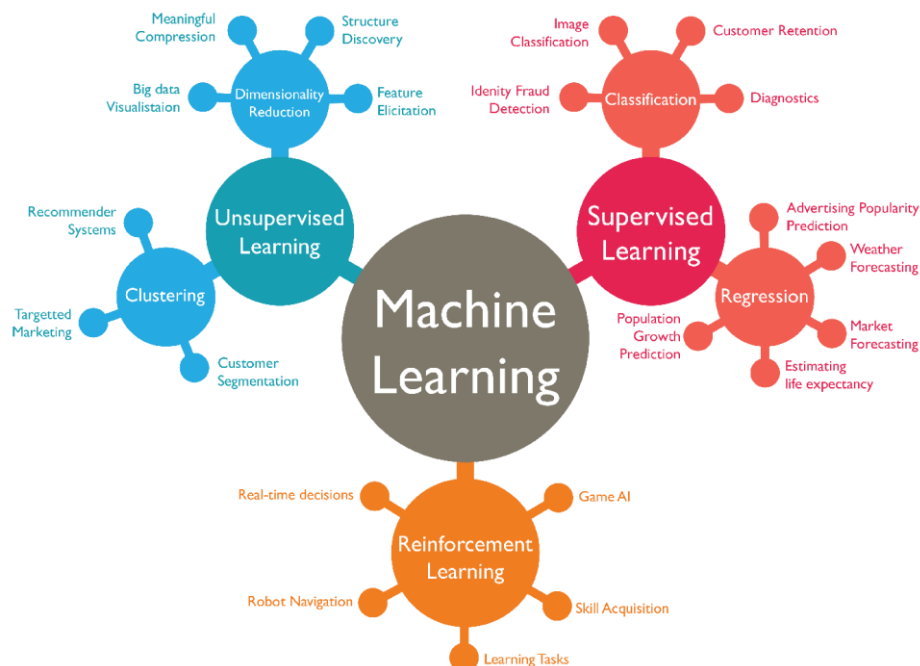 Meaningful
Compression
Structure
Discovery
Big data
Visualistaion
Dimensionality
Reduction
Feature
Elicitation
Unsupervised
Learning
Recommender
Systems
Clustering
Targetted
Marketing
Customer
Segmentation
Image
Classification
Customer Retention
Idenity Fraud
Detection
Classification
Diagnostics
Supervised
Learning
Advertising Popularity
Prediction
Weather
Forecasting
Regression
Population
Growth
Prediction
Market
Forecasting
Estimating
life expectancy
Machine
Learning
Real-time decisions
Game AI
Reinforcement
Learning
Robot Navigation
Skill Acquisition
Learning Tasks